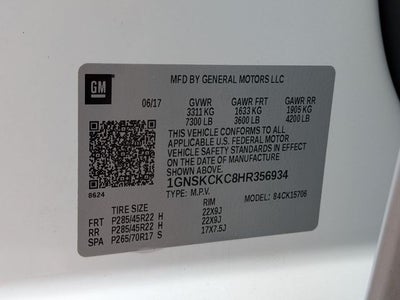 GM
MFD BY GENERAL MOTORS LLC
06/17 GVWR GAWR FRT GAWR RR
3311 KG 1633 KG 1905 KG
7300 LB 3600 LB 4200 LB
THIS VEHICLE CONFORMS TO ALL APPLICABLE
U.S. FEDERAL MOTOR
VEHICLE SAFETY
STANDARDS IN EFFECT ON THE DATE OF MANUFACTURE
SHOWN ABOVE.
1GNSKCKC8HR356934
8624 TYPE: M.P.V. MODEL: 84CK15706
TIRE SIZE RIM
FRT P285/45R22 H 22X9J
RR P285/45R22 H 22X9J
SPA P265/70R17 S 17X7.5J